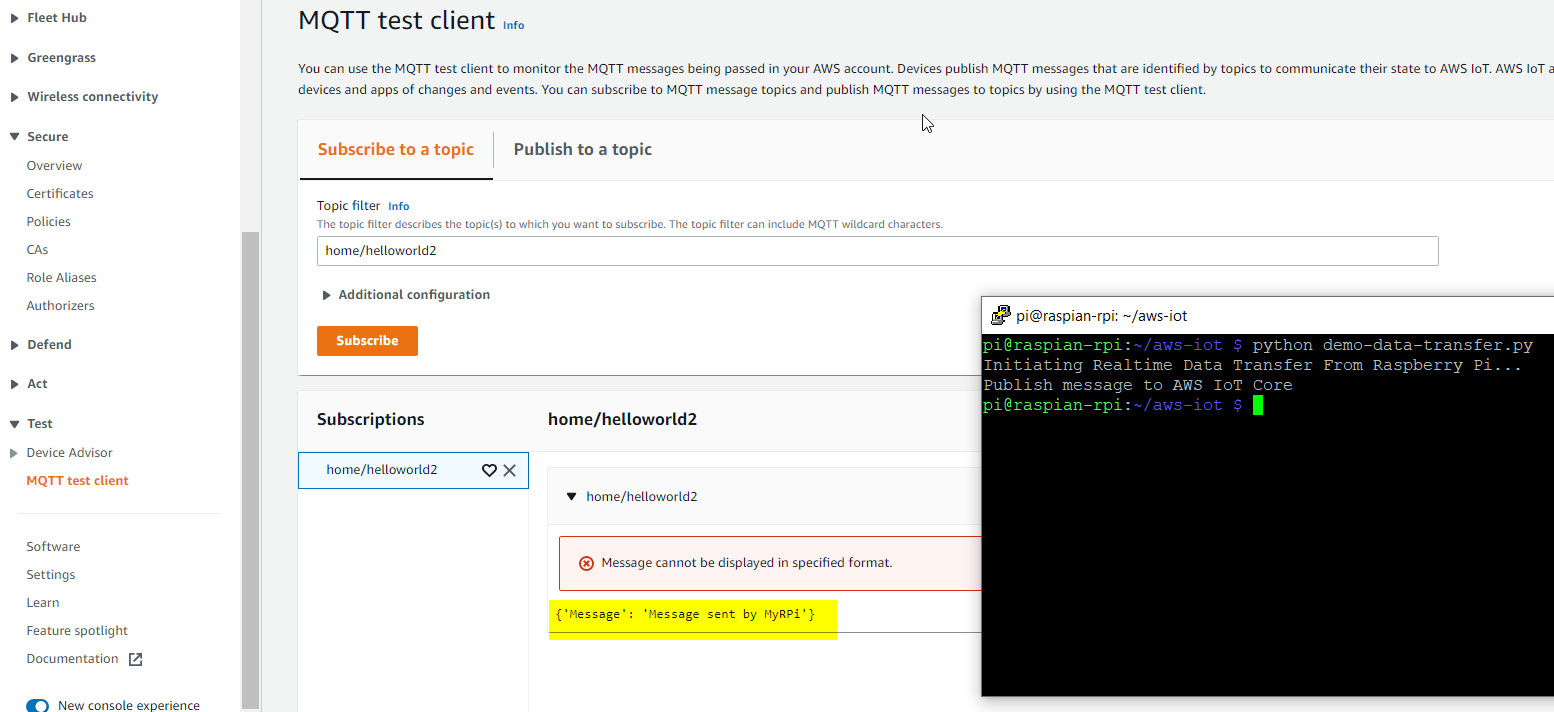 Fleet Hub
Greengrass
Wireless connectivity
Secure
Overview
Certificates
Policies
CAs
Role Aliases
Authorizers
Defend
Act
Test
Device Advisor
MQTT test client
Software
Settings
Learn
Feature spotlight
Documentation
New console experience
MQTT test client Info
You can use the MQTT test client to monitor the MQTT messages being passed in your AWS account. Devices publish MQTT messages that are identified by topics to communicate their state to AWS IoT. AWS IoT a
devices and apps of changes and events. You can subscribe to MQTT message topics and publish MQTT messages to topics by using the MQTT test client.
Subscribe to a topic Publish to a topic
Topic filter Info
The topic filter describes the topic(s) to which you want to subscribe. The topic filter can include MQTT wildcard characters.
home/helloworld2
Additional configuration
Subscribe
Subscriptions
home/helloworld2
home/helloworld2
home/helloworld2
Message cannot be displayed in specified format.
{'Message': 'Message sent by MyRPi'}
pi@raspian-rpi: ~/aws-iot
pi@raspian-rpi:~/aws-iot $ python demo-data-transfer.py
Initiating Realtime Data Transfer From Raspberry Pi...
Publish message to AWS IoT Core
pi@raspian-rpi:~/aws-iot $